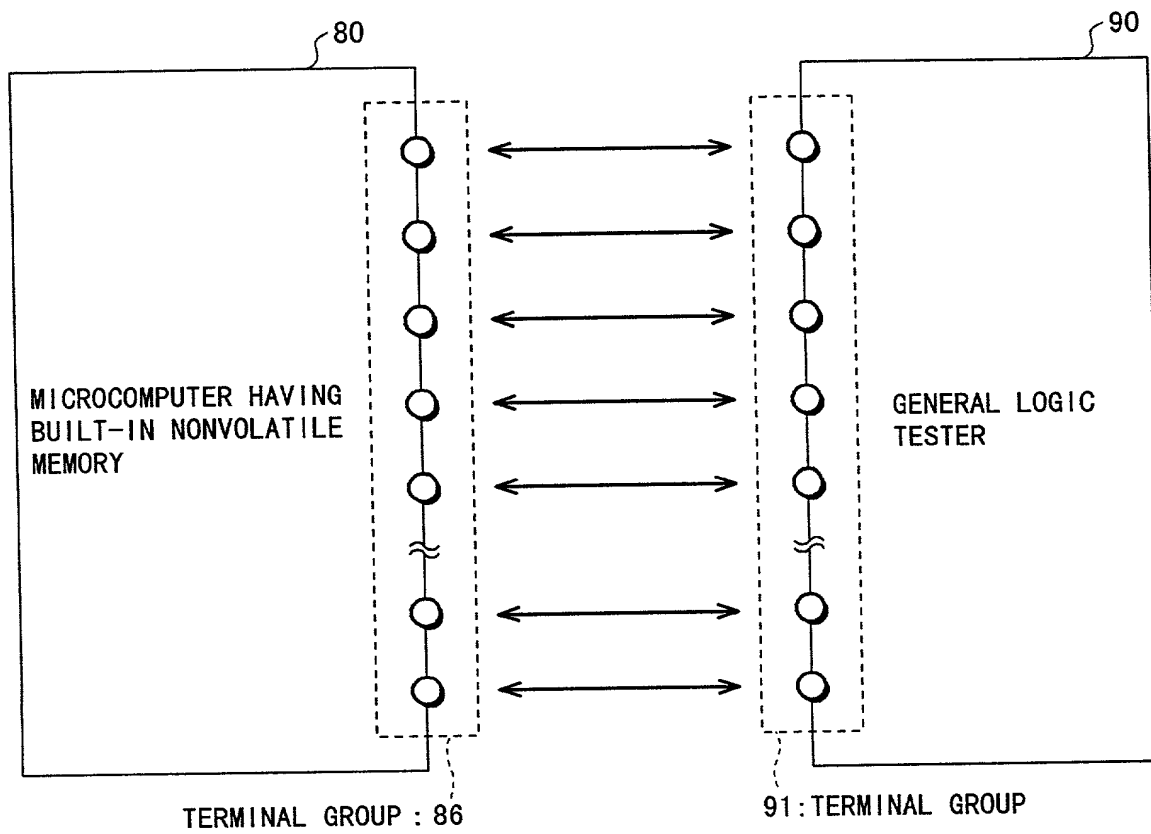 80
90
MICROCOMPUTER HAVING
BUILT-IN NONVOLATILE
MEMORY
GENERAL LOGIC
TESTER
TERMINAL GROUP : 86
91:TERMINAL GROUP